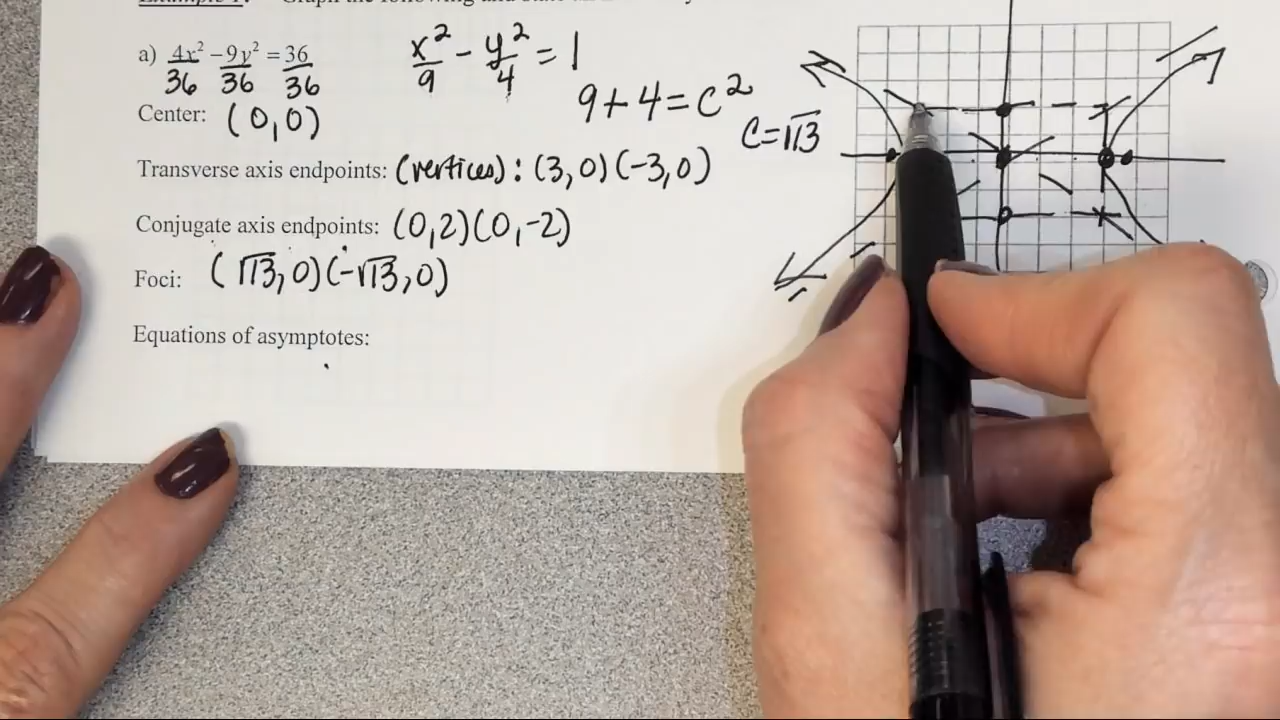 a) 4x² - 9y² = 36 x²/9 - y²/4 = 1
36 36 36
9 + 4 = c²
Center: (0,0) c = √13
Transverse axis endpoints: (vertices): (3,0)(-3,0)
Conjugate axis endpoints: (0,2)(0,-2)
Foci: (√13,0)(-√13,0)
Equations of asymptotes: